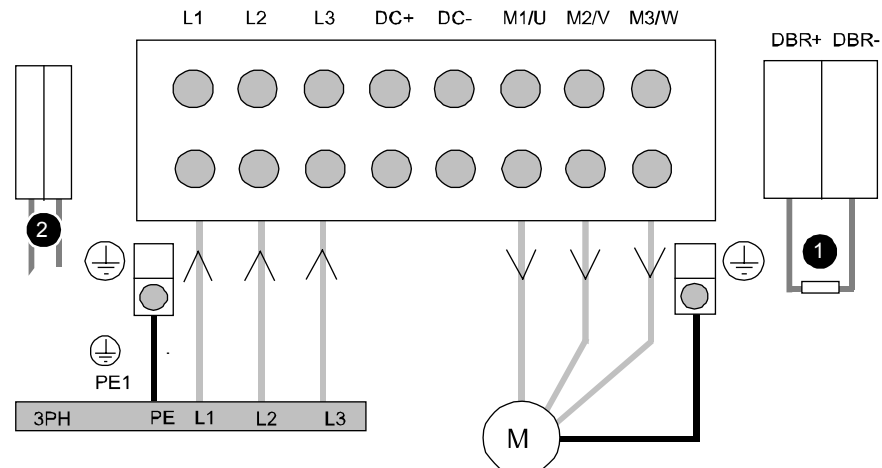 L1 L2 L3 DC+ DC- M1/U M2/V M3/W
DBR+ DBR-
2
1
PE1
3PH PE L1 L2 L3
M